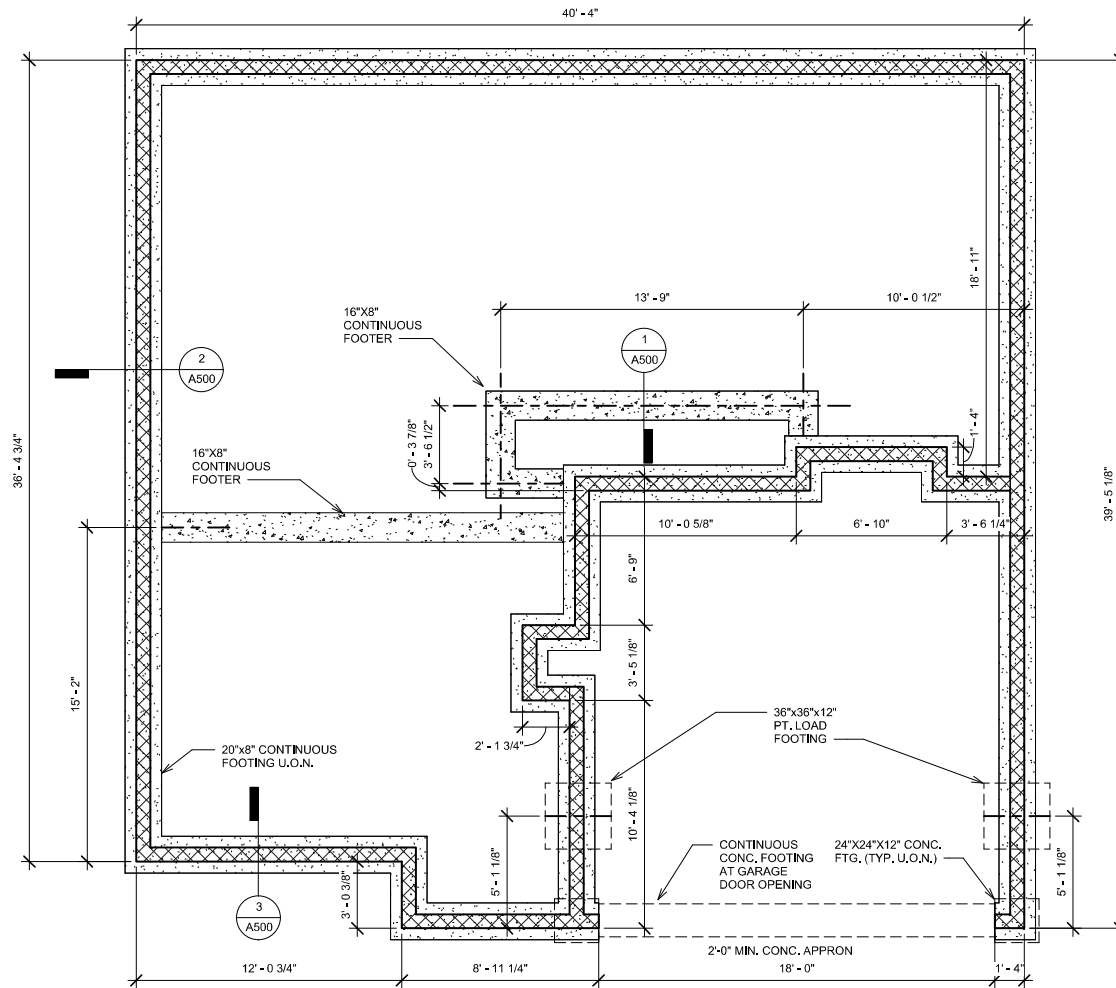 40' - 4"
36' - 4 3/4"
39' - 5 1/8"
18' - 11"
13' - 9"
10' - 0 1/2"
16"X8"
CONTINUOUS
FOOTER
1
A500
2
A500
0' - 3 7/8"
3' - 6 1/2"
1' - 4"
16"X8"
CONTINUOUS
FOOTER
10' - 0 5/8"
6' - 10"
3' - 6 1/4"
6' - 9"
3' - 5 1/8"
15' - 2"
2' - 1 3/4"
36"x36"x12"
PT. LOAD
FOOTING
20"x8" CONTINUOUS
FOOTING U.O.N.
10' - 4 1/8"
5' - 1 1/8"
5' - 1 1/8"
CONTINUOUS
CONC. FOOTING
AT GARAGE
DOOR OPENING
24"X24"X12" CONC.
FTG. (TYP. U.O.N.)
3' - 0 3/8"
3
A500
2'-0" MIN. CONC. APPRON
12' - 0 3/4"
8' - 11 1/4"
18' - 0"
1' - 4"